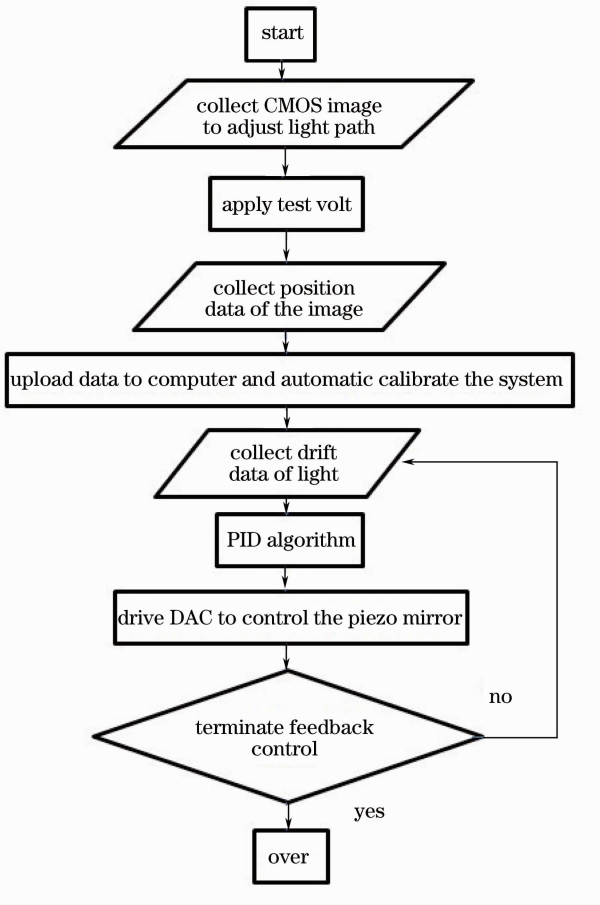 start
collect CMOS image
to adjust light path
apply test volt
collect position
data of the image
upload data to computer and automatic calibrate the system
collect drift
data of light
PID algorithm
drive DAC to control the piezo mirror
terminate feedback
control
no
yes
over